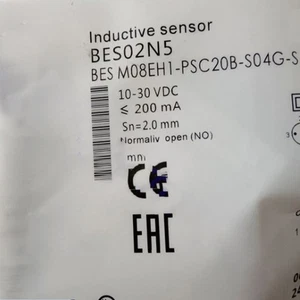 Inductive sensor
BES02N5
BES M08EH1-PSC20B-S04G-S
10-30 VDC
≤ 200 mA
Sn=2.0 mm
open (NO)
CE
EAC